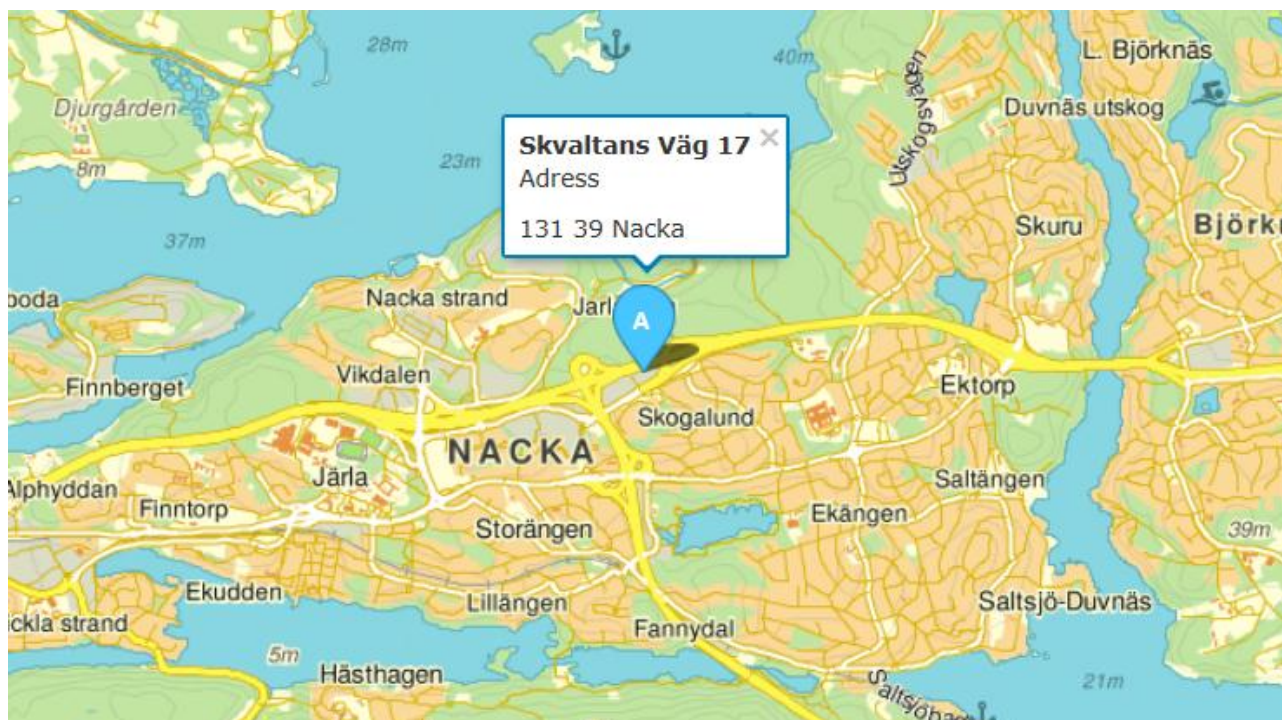 28m
40m
L. Björknäs
Djurgården
Duvnäs utskog
Utskogsvägen
8m
23m
Skvaltans Väg 17 ×
Adress
131 39 Nacka
Skuru
37m
Nacka strand
Jarl
A
Finnberget
Vikdalen
Ektorp
Skogalund
NACKA
Järla
Alphyddan
Saltängen
Finntorp
Storängen
Ekängen
39m
Ekudden
Lillängen
Saltsjö-Duvnäs
ickla strand
Fannydal
5m
Hästhagen
21m